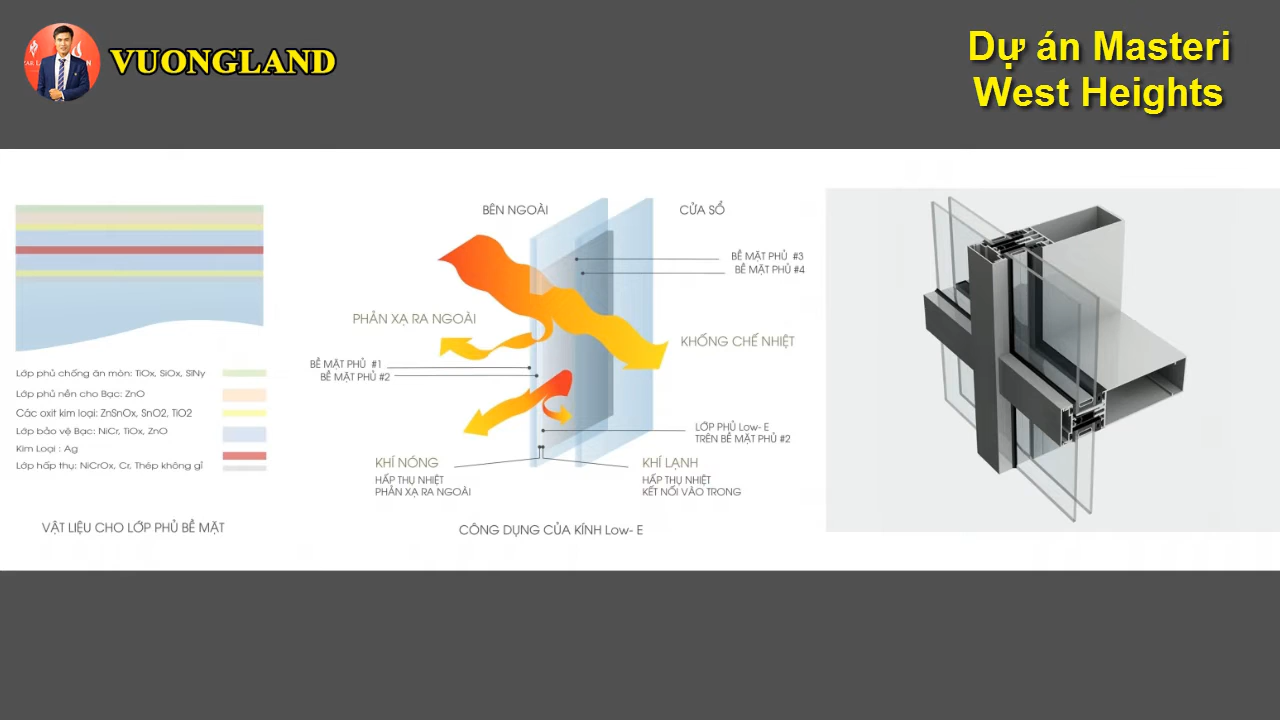 VUONGLAND
Dự án Masteri
West Heights
Lớp phủ chống ăn mòn: TiOx, SiOx, SiNy
Lớp phủ nền cho Bạc: ZnO
Các oxit kim loại: ZnSnOx, SnO2, TiO2
Lớp bảo vệ Bạc: NiCr, TiOx, ZnO
Kim Loại : Ag
Lớp hấp thụ: NiCrOx, Cr, Thép không gỉ
VẬT LIỆU CHO LỚP PHỦ BỀ MẶT
BÊN NGOÀI
CỬA SỔ
BỀ MẶT PHỦ #3
BỀ MẶT PHỦ #4
PHẢN XẠ RA NGOÀI
KHỐNG CHẾ NHIỆT
BỀ MẶT PHỦ #1
BỀ MẶT PHỦ #2
LỚP PHỦ Low- E
TRÊN BỀ MẶT PHỦ #2
KHÍ NÓNG
HẤP THỤ NHIỆT
PHẢN XẠ RA NGOÀI
KHÍ LẠNH
HẤP THỤ NHIỆT
KẾT NỐI VÀO TRONG
CÔNG DỤNG CỦA KÍNH Low- E